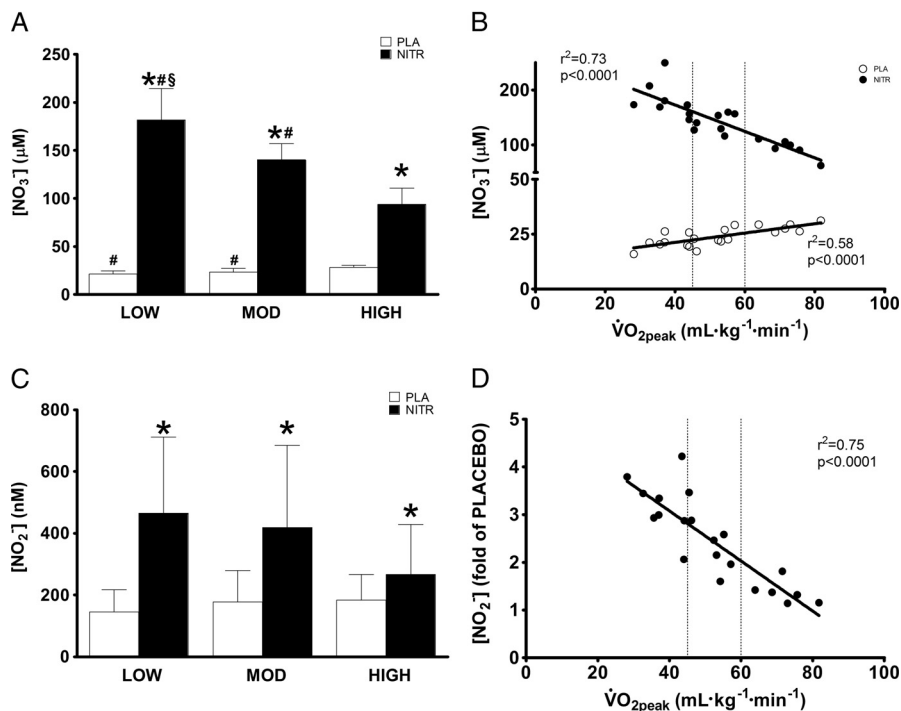 A
PLA
NITR
250
200
150
100
50
0
[NO₃⁻] (μM)
*#§
*#
*
#
#
LOW MOD HIGH
B
r²=0.73
p<0.0001
PLA
NITR
200
100
50
25
0
[NO₃⁻] (μM)
r²=0.58
p<0.0001
0 20 40 60 80 100
V̇O₂peak (mL·kg⁻¹·min⁻¹)
C
PLA
NITR
800
600
400
200
0
[NO₂⁻] (nM)
*
*
*
LOW MOD HIGH
D
r²=0.75
p<0.0001
5
4
3
2
1
0
[NO₂⁻] (fold of PLACEBO)
0 20 40 60 80 100
V̇O₂peak (mL·kg⁻¹·min⁻¹)